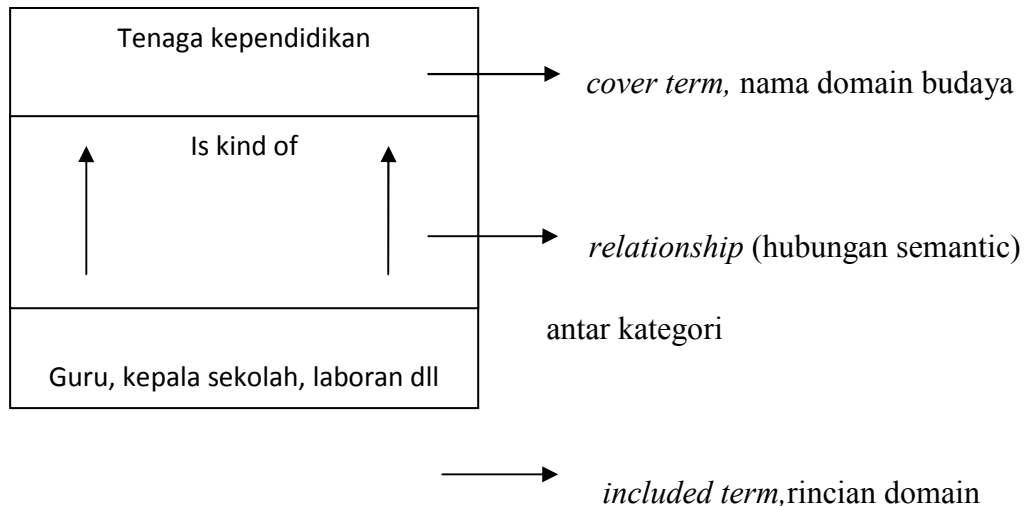 Tenaga kependidikan
cover term, nama domain budaya
Is kind of
relationship (hubungan semantic)
antar kategori
Guru, kepala sekolah, laboran dll
included term,rincian domain